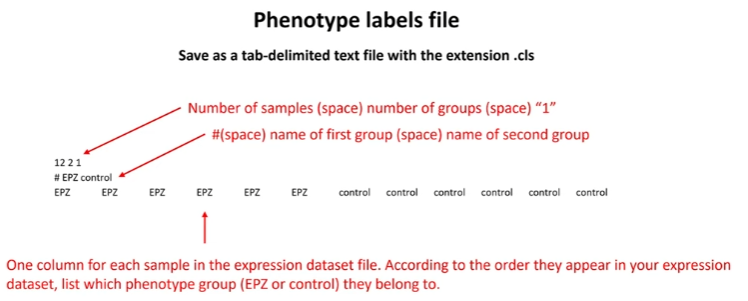 Phenotype labels file
Save as a tab-delimited text file with the extension .cls
Number of samples (space) number of groups (space) “1”
#(space) name of first group (space) name of second group
12 2 1
# EPZ control
EPZ EPZ EPZ EPZ EPZ EPZ control control control control control control
One column for each sample in the expression dataset file. According to the order they appear in your expression
dataset, list which phenotype group (EPZ or control) they belong to.